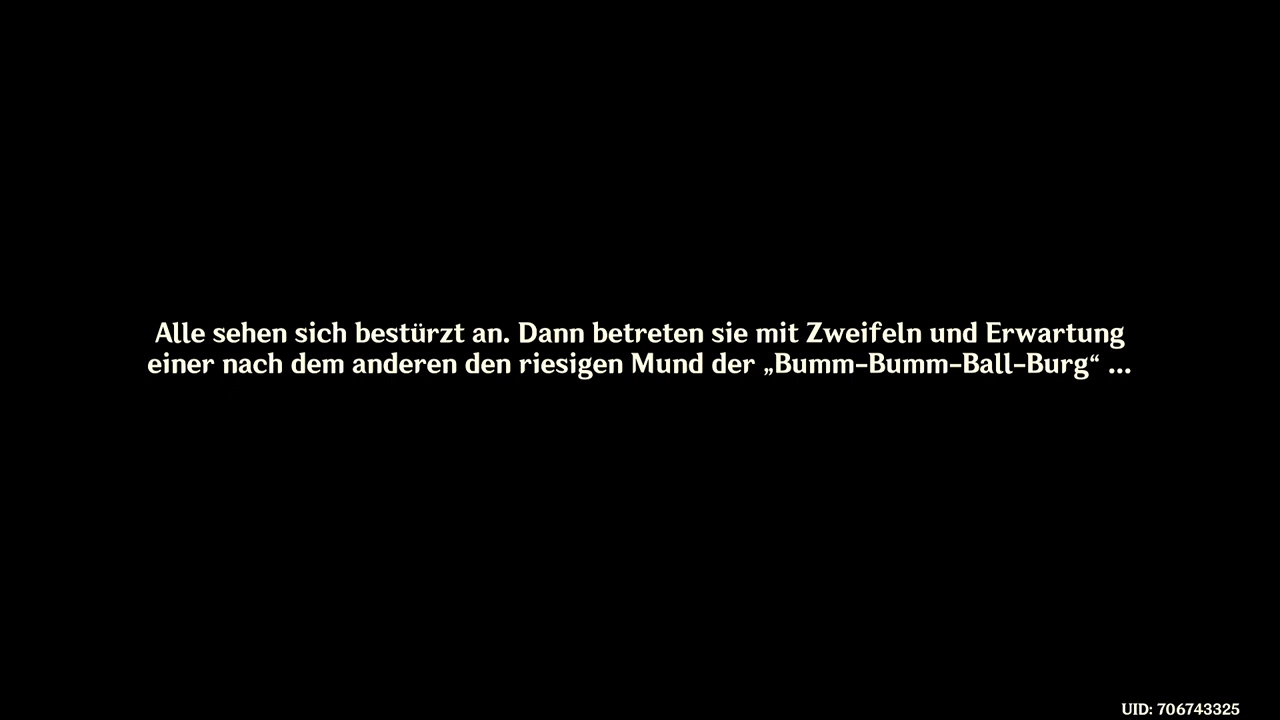 Alle sehen sich bestürzt an. Dann betreten sie mit Zweifeln und Erwartung
einer nach dem anderen den riesigen Mund der „Bumm-Bumm-Ball-Burg“ ...
UID: 706743325